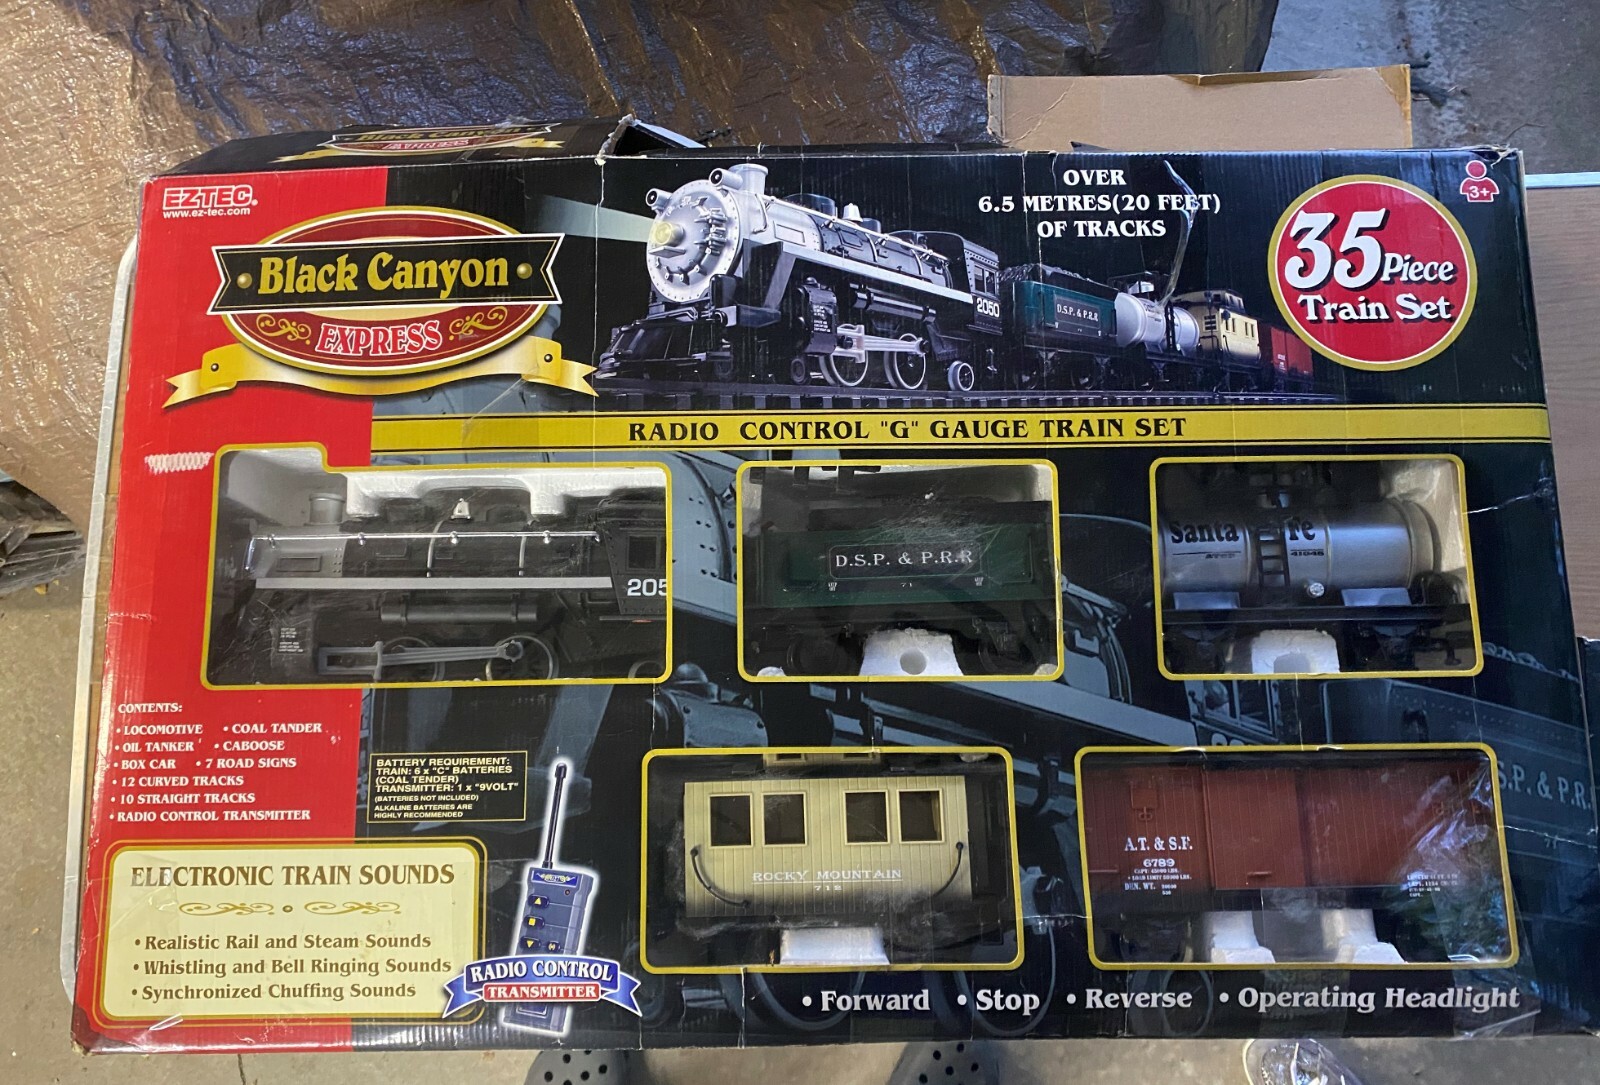 Black Canyon
EZTEC®
www.ez-tec.com
Black Canyon
EXPRESS
OVER
6.5 METRES(20 FEET)
OF TRACKS
3+
35 Piece
Train Set
2050
D.S.P. & P.R.R
RADIO CONTROL "G" GAUGE TRAIN SET
205
D.S.P. & P.R.R
71
Santa Fe
41046
CONTENTS:
• LOCOMOTIVE • COAL TANDER
• OIL TANKER • CABOOSE
• BOX CAR • 7 ROAD SIGNS
• 12 CURVED TRACKS
• 10 STRAIGHT TRACKS
• RADIO CONTROL TRANSMITTER
BATTERY REQUIREMENT:
TRAIN: 6 x "C" BATTERIES
(COAL TENDER)
TRANSMITTER: 1 x "9VOLT"
(BATTERIES NOT INCLUDED)
ALKALINE BATTERIES ARE
HIGHLY RECOMMENDED
ROCKY MOUNTAIN
712
A.T. & S.F.
6789
S.P. & P.R.
ELECTRONIC TRAIN SOUNDS
• Realistic Rail and Steam Sounds
• Whistling and Bell Ringing Sounds
• Synchronized Chuffing Sounds
RADIO CONTROL
TRANSMITTER
• Forward • Stop • Reverse • Operating Headlight